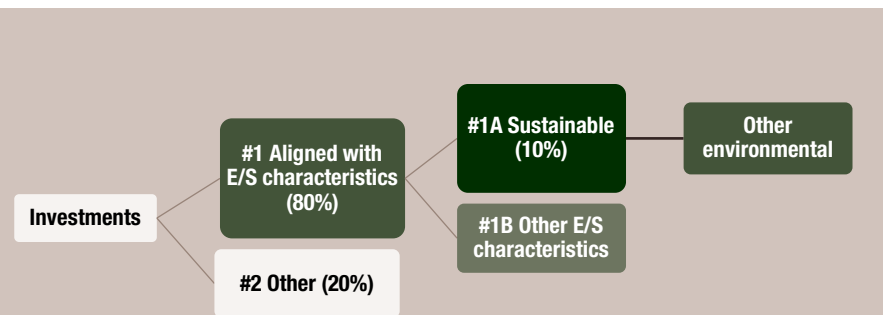 Investments
#1 Aligned with
E/S characteristics
(80%)
#2 Other (20%)
#1A Sustainable
(10%)
#1B Other E/S
characteristics
Other
environmental